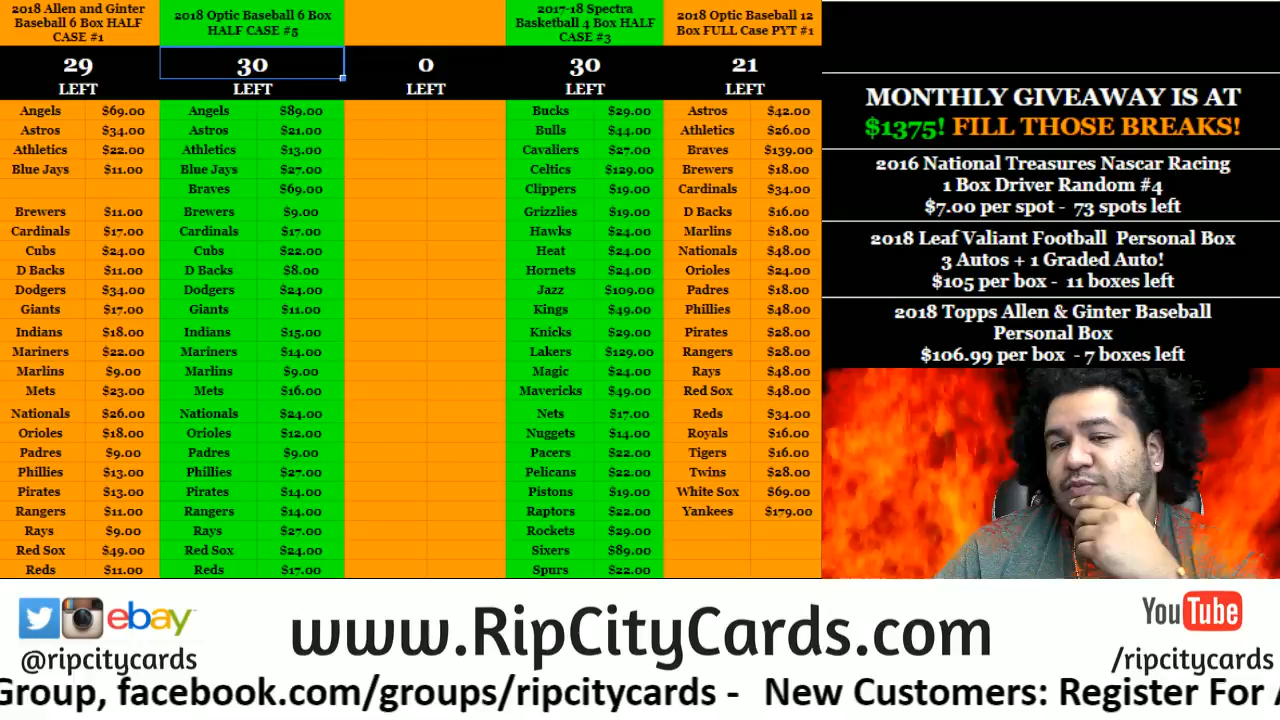 2018 Allen and Ginter
Baseball 6 Box HALF
CASE #1
29
LEFT
Angels $69.00
Astros $34.00
Athletics $22.00
Blue Jays $11.00
Brewers $11.00
Cardinals $17.00
Cubs $24.00
D Backs $11.00
Dodgers $34.00
Giants $17.00
Indians $18.00
Mariners $22.00
Marlins $9.00
Mets $23.00
Nationals $26.00
Orioles $18.00
Padres $9.00
Phillies $13.00
Pirates $13.00
Rangers $11.00
Rays $9.00
Red Sox $49.00
Reds $11.00
2018 Optic Baseball 6 Box
HALF CASE #5
30
LEFT
Angels $89.00
Astros $21.00
Athletics $13.00
Blue Jays $27.00
Braves $69.00
Brewers $9.00
Cardinals $17.00
Cubs $22.00
D Backs $8.00
Dodgers $24.00
Giants $11.00
Indians $15.00
Mariners $14.00
Marlins $9.00
Mets $16.00
Nationals $24.00
Orioles $12.00
Padres $9.00
Phillies $27.00
Pirates $14.00
Rangers $14.00
Rays $27.00
Red Sox $24.00
Reds $17.00
0
LEFT
2017-18 Spectra
Basketball 4 Box HALF
CASE #3
30
LEFT
Bucks $29.00
Bulls $44.00
Cavaliers $27.00
Celtics $129.00
Clippers $19.00
Grizzlies $19.00
Hawks $24.00
Heat $24.00
Hornets $24.00
Jazz $109.00
Kings $49.00
Knicks $29.00
Lakers $129.00
Magic $24.00
Mavericks $49.00
Nets $17.00
Nuggets $14.00
Pacers $22.00
Pelicans $22.00
Pistons $19.00
Raptors $22.00
Rockets $29.00
Sixers $89.00
Spurs $22.00
2018 Optic Baseball 12
Box FULL Case PYT #1
21
LEFT
Astros $42.00
Athletics $26.00
Braves $139.00
Brewers $18.00
Cardinals $34.00
D Backs $16.00
Marlins $18.00
Nationals $48.00
Orioles $24.00
Padres $18.00
Phillies $48.00
Pirates $28.00
Rangers $28.00
Rays $48.00
Red Sox $48.00
Reds $34.00
Royals $16.00
Tigers $16.00
Twins $28.00
White Sox $69.00
Yankees $179.00
MONTHLY GIVEAWAY IS AT
$1375! FILL THOSE BREAKS!
2016 National Treasures Nascar Racing
1 Box Driver Random #4
$7.00 per spot - 73 spots left
2018 Leaf Valiant Football Personal Box
3 Autos + 1 Graded Auto!
$105 per box - 11 boxes left
2018 Topps Allen & Ginter Baseball
Personal Box
$106.99 per box - 7 boxes left
ebay
@ripcitycards
www.RipCityCards.com
YouTube
/ripcitycards
Group, facebook.com/groups/ripcitycards - New Customers: Register For A